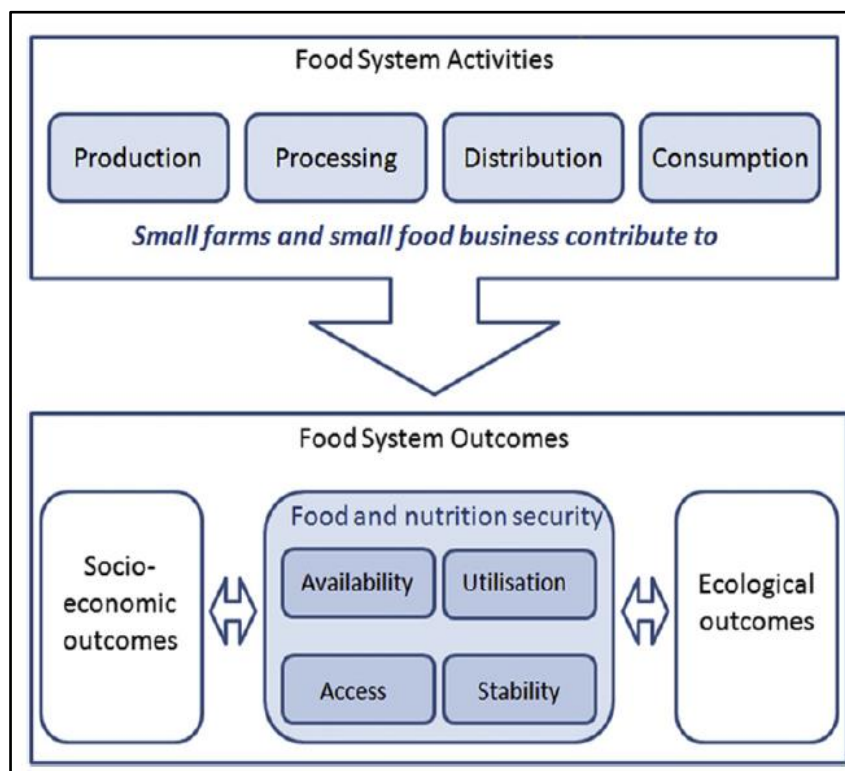 Food System Activities
Production
Processing
Distribution
Consumption
Small farms and small food business contribute to
Food System Outcomes
Socio-
economic
outcomes
Food and nutrition security
Availability
Utilisation
Access
Stability
Ecological
outcomes